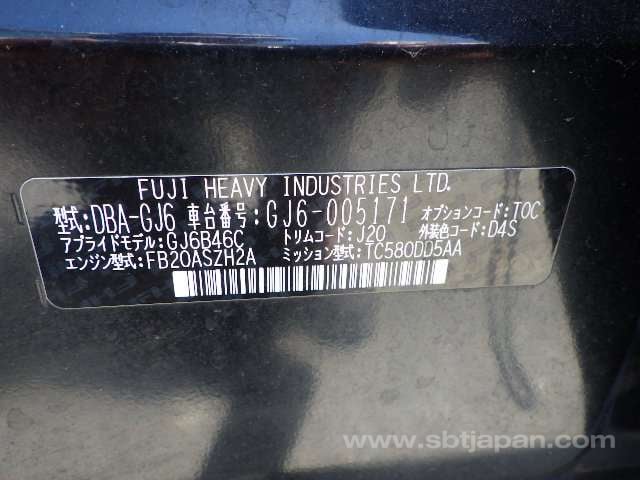 FUJI HEAVY INDUSTRIES LTD.
型式:DBA-GJ6 車台番号:GJ6-005171 オプションコード:TOC
アプライドモデル:GJ6B46C トリムコード:J20 外装色コード:D4S
エンジン型式:FB20ASZH2A ミッション型式:TC580DD5AA
www.sbtjapan.com